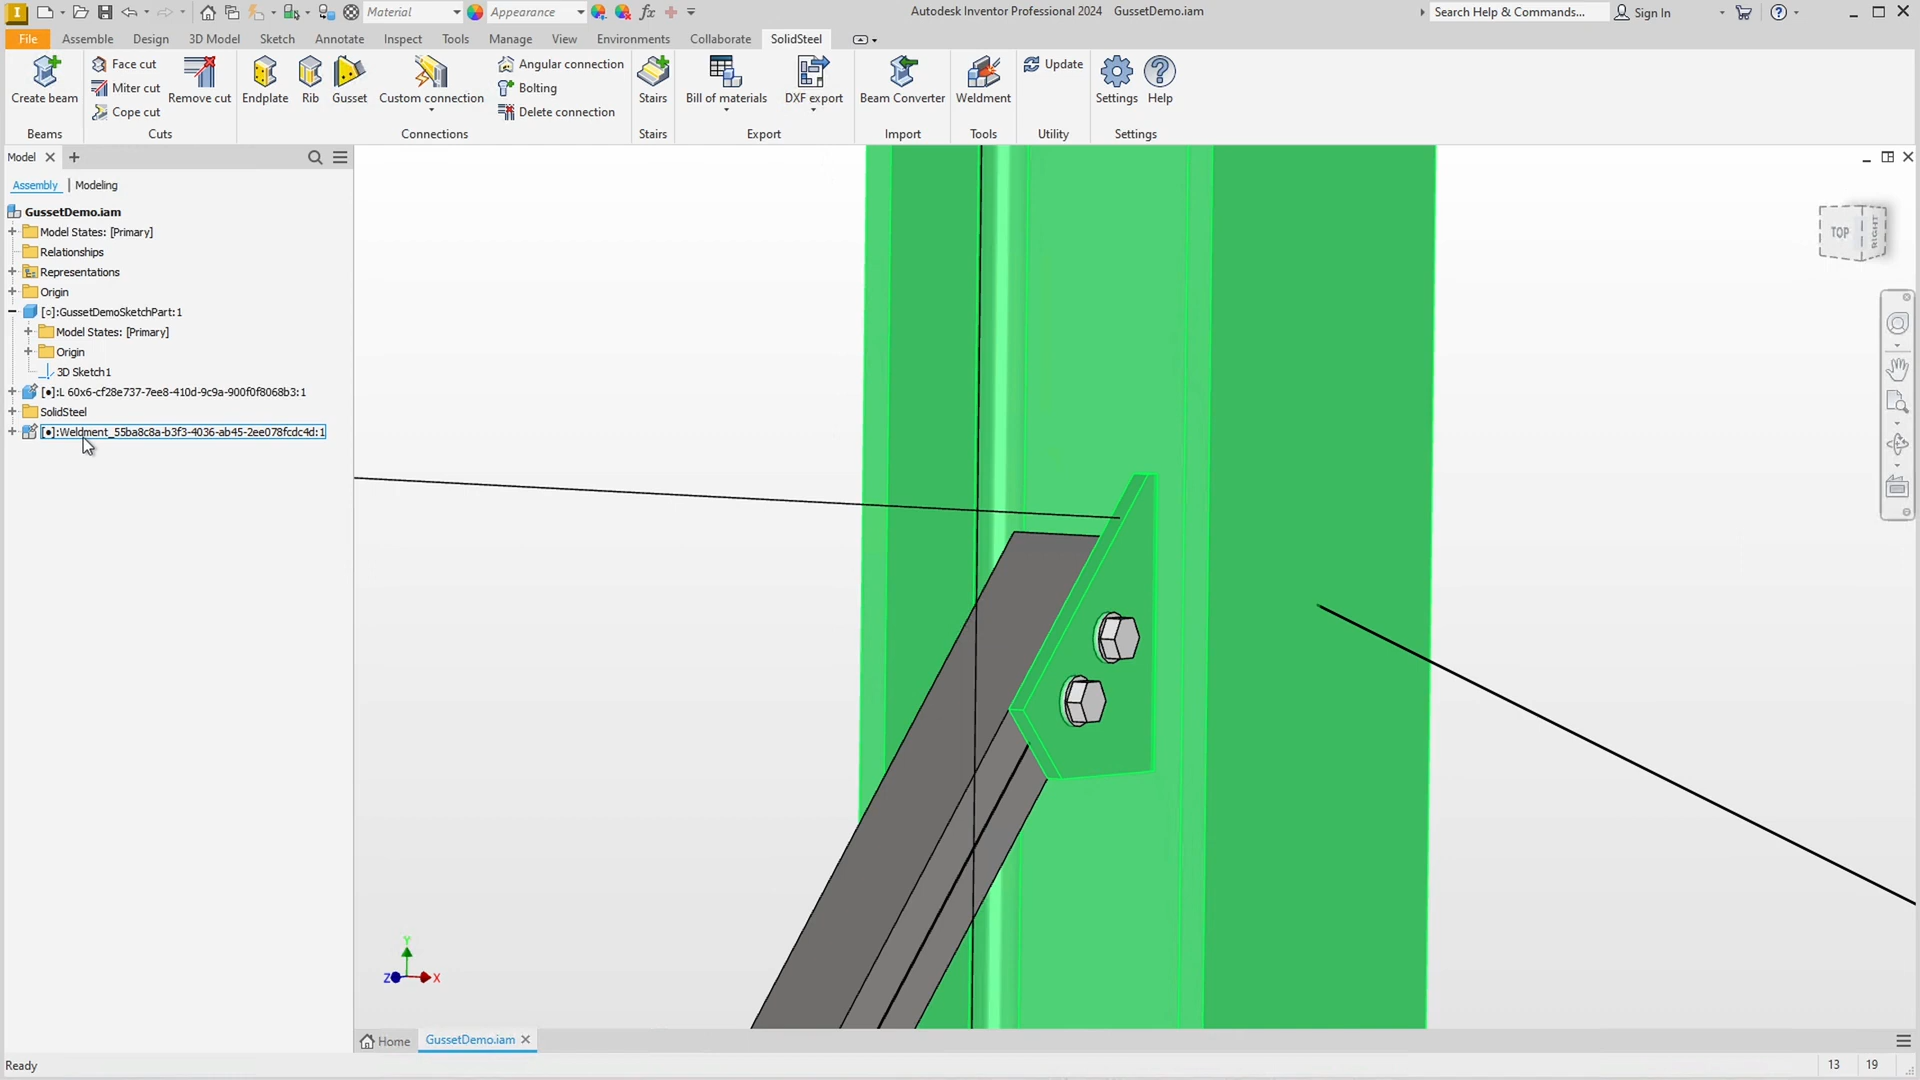 Material
Appearance
Autodesk Inventor Professional 2024 GussetDemo.iam
Search Help & Commands...
Sign In
File
Assemble
Design
3D Model
Sketch
Annotate
Inspect
Tools
Manage
View
Environments
Collaborate
SolidSteel
Create beam
Face cut
Miter cut
Cope cut
Remove cut
Endplate
Rib
Gusset
Custom connection
Angular connection
Bolting
Delete connection
Stairs
Bill of materials
DXF export
Beam Converter
Weldment
Update
Settings
Help
Beams
Cuts
Connections
Stairs
Export
Import
Tools
Utility
Settings
Model
Assembly | Modeling
GussetDemo.iam
Model States: [Primary]
Relationships
Representations
Origin
[○]:GussetDemoSketchPart:1
Model States: [Primary]
Origin
3D Sketch1
[●]:L 60x6-cf28e737-7ee8-410d-9c9a-900f0f8068b3:1
SolidSteel
[●]:Weldment_55ba8c8a-b3f3-4036-ab45-2ee078fcdc4d:1
TOP
RIGHT
Y
Z
X
Home
GussetDemo.iam
Ready
13
19